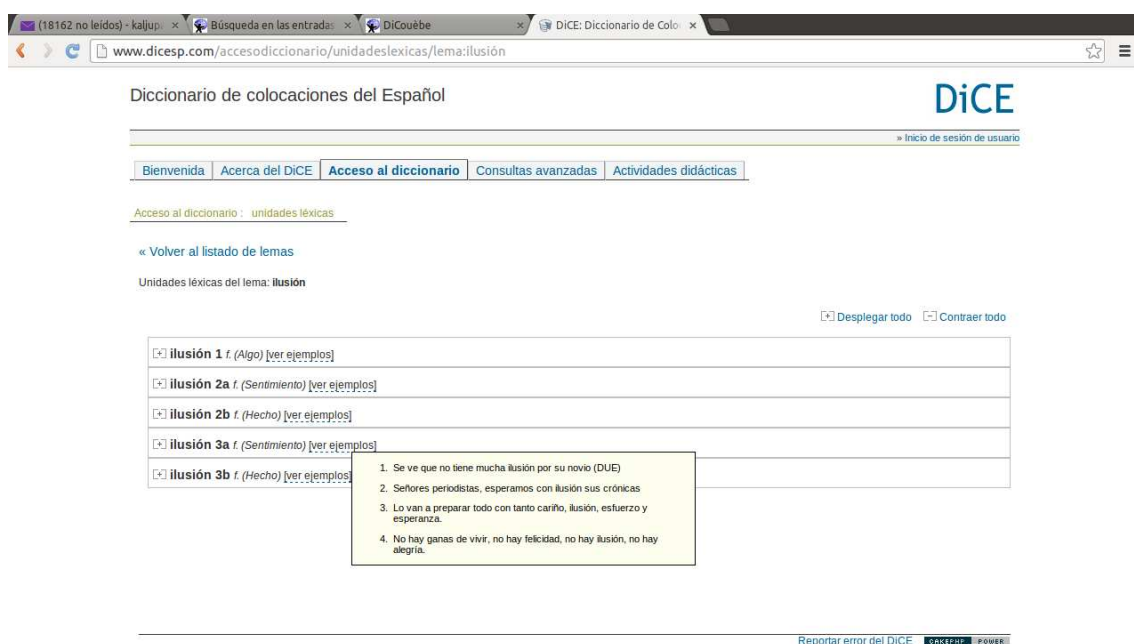 (18162 no leídos) - kaljup
Búsqueda en las entradas
DiCouèbe
DiCE: Diccionario de Colo
www.dicesp.com/accesodiccionario/unidadeslexicas/lema:ilusión
Diccionario de colocaciones del Español
DiCE
» Inicio de sesión de usuario
Bienvenida Acerca del DiCE Acceso al diccionario Consultas avanzadas Actividades didácticas
Acceso al diccionario : unidades léxicas
« Volver al listado de lemas
Unidades léxicas del lema: ilusión
Desplegar todo Contraer todo
ilusión 1 f. (Algo) [ver ejemplos]
ilusión 2a f. (Sentimiento) [ver ejemplos]
ilusión 2b f. (Hecho) [ver ejemplos]
ilusión 3a f. (Sentimiento) [ver ejemplos]
ilusión 3b f. (Hecho) [ver ejemplos]
1. Se ve que no tiene mucha ilusión por su novio (DUE)
2. Señores periodistas, esperamos con ilusión sus crónicas
3. Lo van a preparar todo con tanto cariño, ilusión, esfuerzo y
esperanza.
4. No hay ganas de vivir, no hay felicidad, no hay ilusión, no hay
alegría.
Reportar error del DiCE CAKEPHP POWER